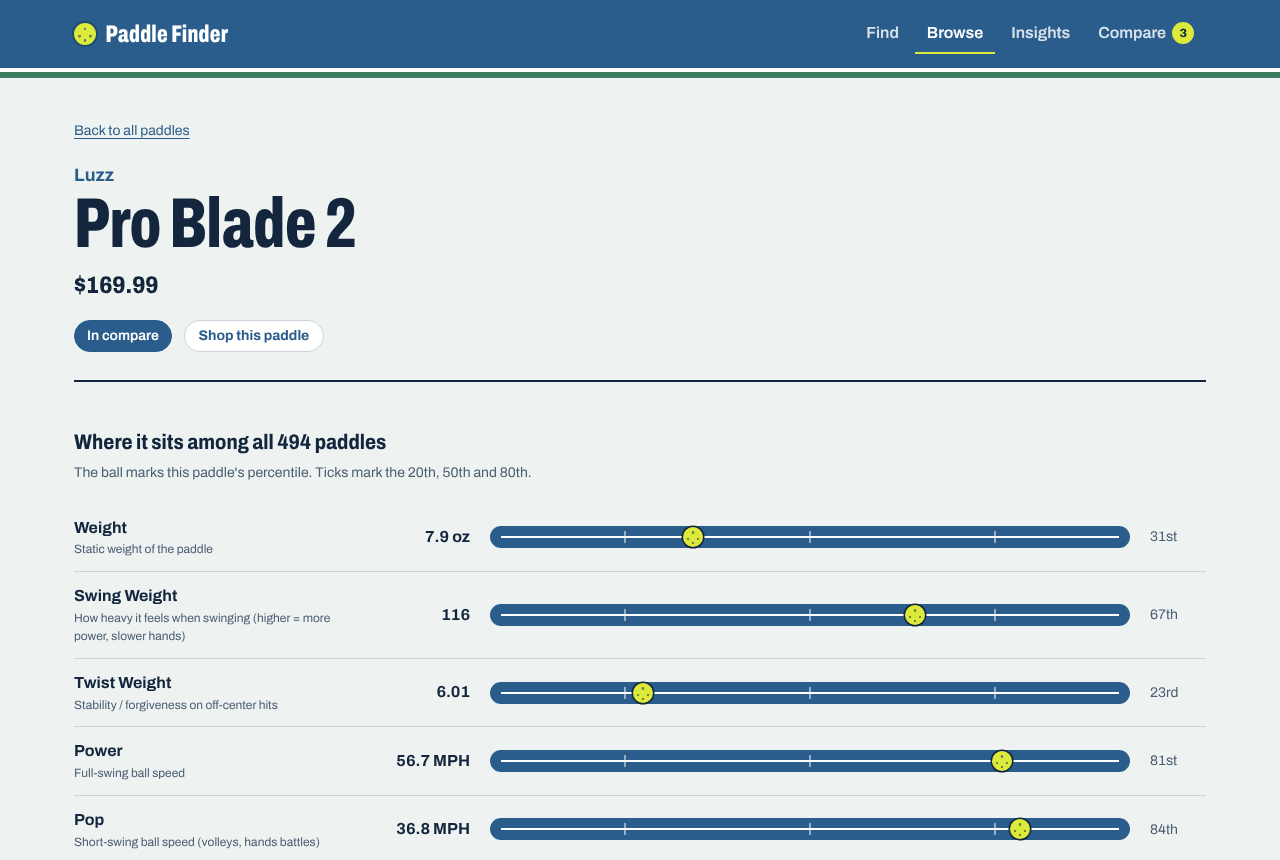 Paddle Finder
Find
Browse
Insights
Compare 3
Back to all paddles
Luzz
Pro Blade 2
$169.99
In compare
Shop this paddle
Where it sits among all 494 paddles
The ball marks this paddle's percentile. Ticks mark the 20th, 50th and 80th.
Weight
Static weight of the paddle
7.9 oz
31st
Swing Weight
How heavy it feels when swinging (higher = more
power, slower hands)
116
67th
Twist Weight
Stability / forgiveness on off-center hits
6.01
23rd
Power
Full-swing ball speed
56.7 MPH
81st
Pop
Short-swing ball speed (volleys, hands battles)
36.8 MPH
84th